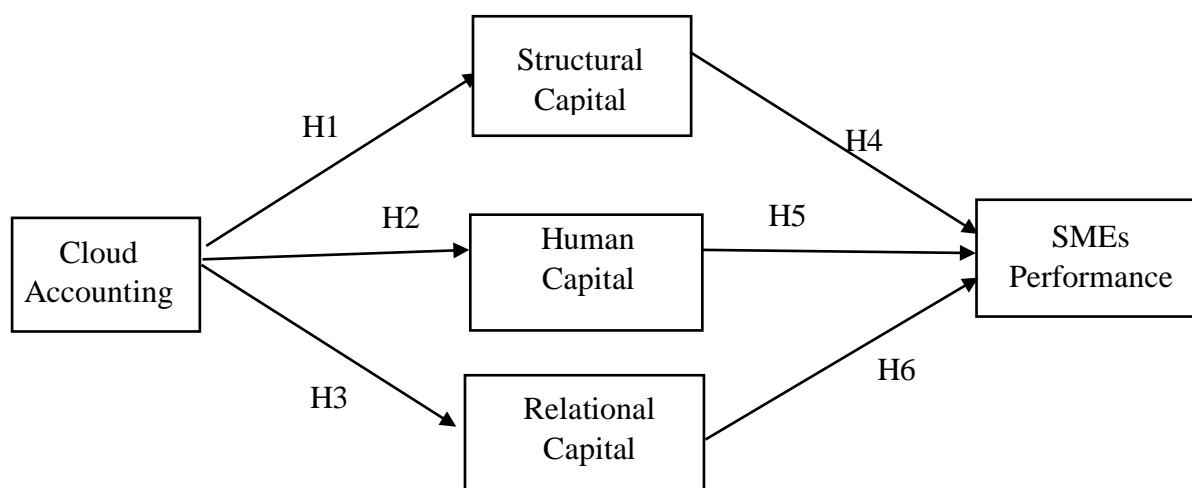 Structural
Capital
H1
H4
H2
H5
Cloud
Accounting
Human
Capital
SMEs
Performance
H3
H6
Relational
Capital